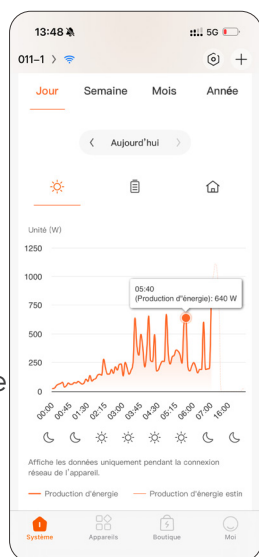 13:48 5G
011-1 >
Jour Semaine Mois Année
< Aujourd'hui >
Unité (W)
1250
1000
750
500
250
0
05:40
(Production d'énergie): 640 W
00:00 00:45 01:30 02:15 03:00 03:45 04:30 05:15 06:00 07:00 16:00
e
Affiche les données uniquement pendant la connexion
réseau de l'appareil.
Production d'énergie Production d'énergie estin
Système Appareils Boutique Moi